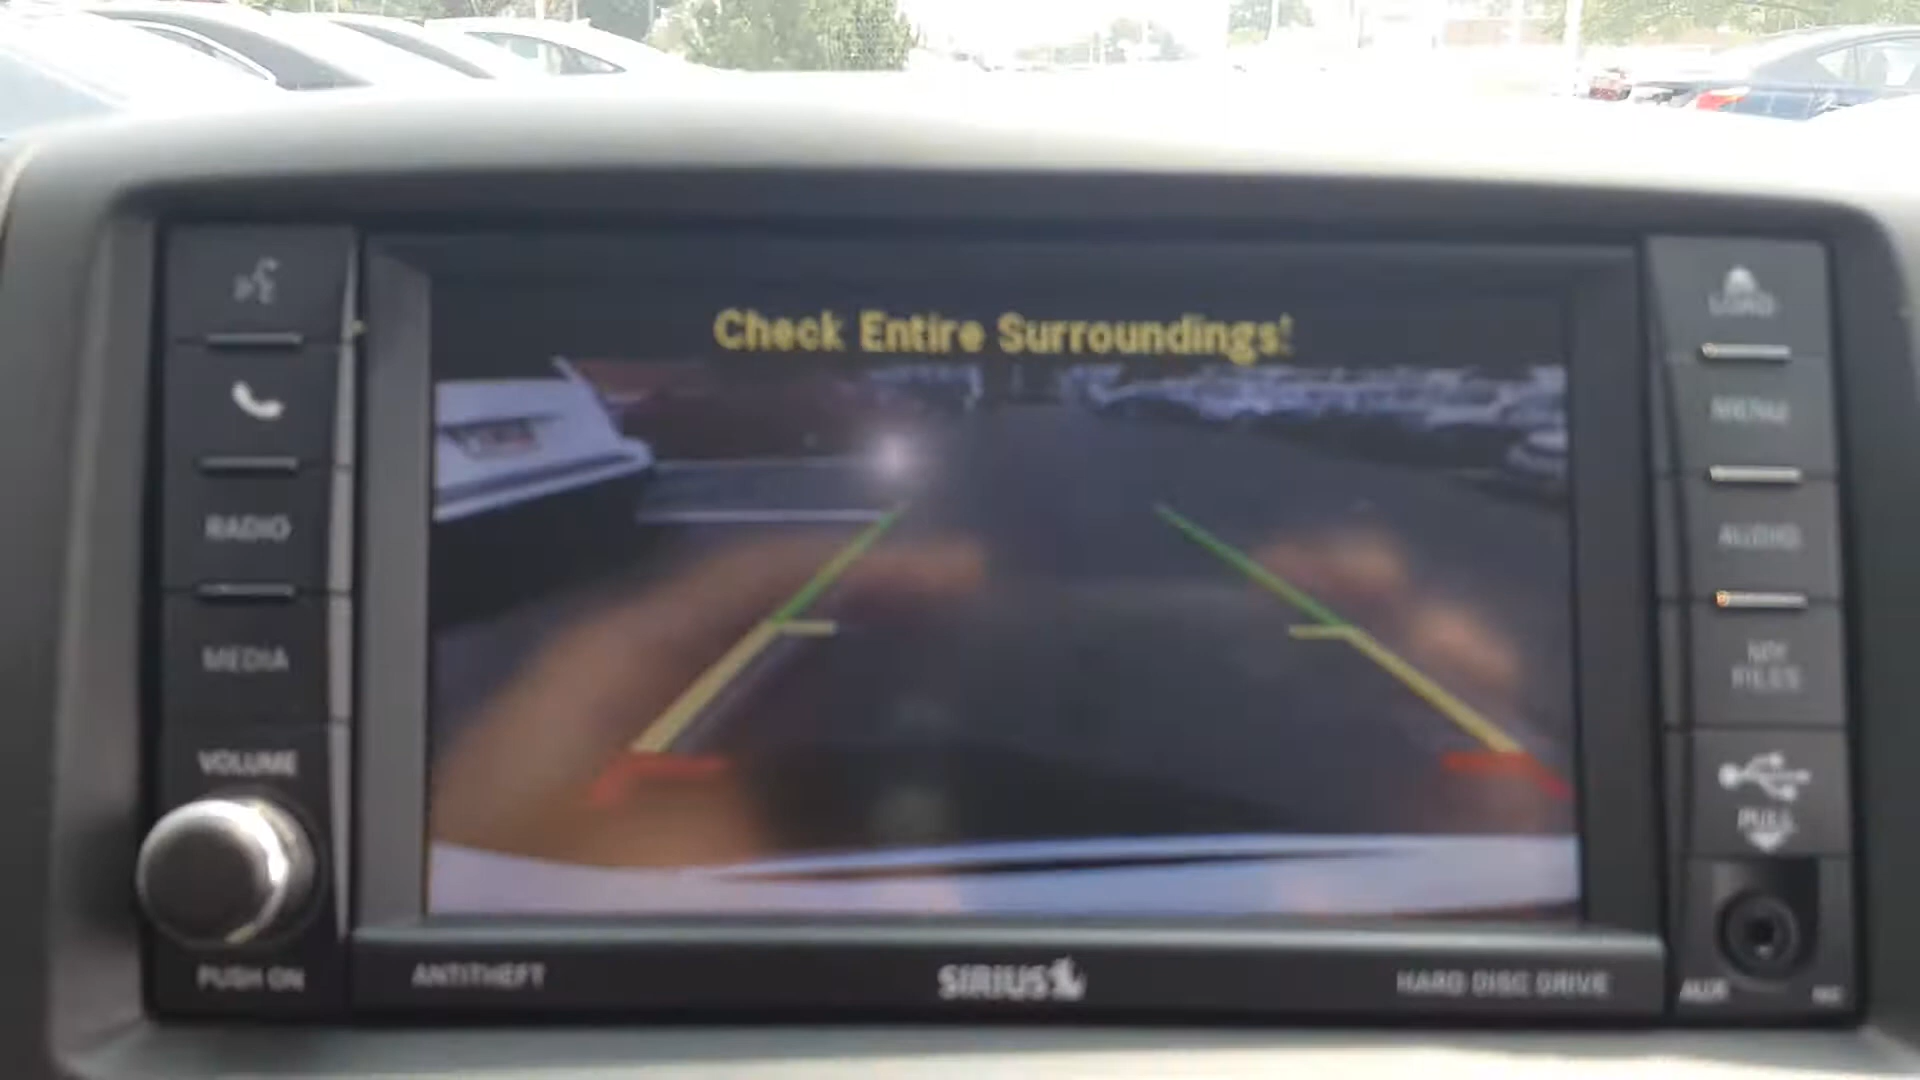 Check Entire Surroundings!
LOAD
MENU
RADIO
AUDIO
MEDIA
MY
FILES
VOLUME
PULL
PUSH ON
ANTITHEFT
SIRIUS
HARD DISC DRIVE
AUX